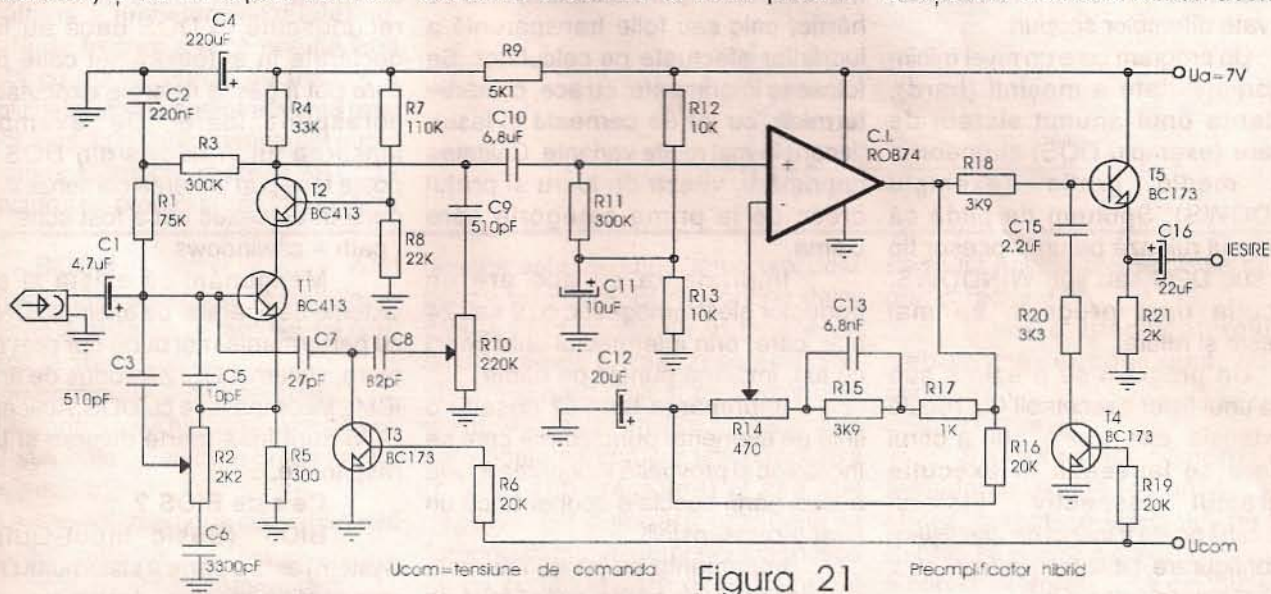 C4
220uF
R9
5K1
Ua=7V
C2
220nF
R4
33K
R7
110K
C10
6,8uF
R12
10K
C.I.
ROB74
R3
300K
T2
BC413
R18
3K9
T5
BC173
R1
75K
C9
510pF
R11
300K
C15
2,2uF
C16
22uF
IESIRE
C1
4,7uF
R8
22K
T1
BC413
+
-
C11
10uF
R13
10K
R20
3K3
R21
2K
C7
27pF
C8
82pF
R10
220K
C13
6,8nF
C3
510pF
C5
10pF
C12
20uF
R14
470
R15
3K9
R17
1K
R16
20K
T4
BC173
R2
2K2
R5
3300
T3
BC173
R6
20K
R19
20K
C6
3300pF
Ucom
Ucom=tensiune de comanda
Figura 21
Preamplificator hibrid